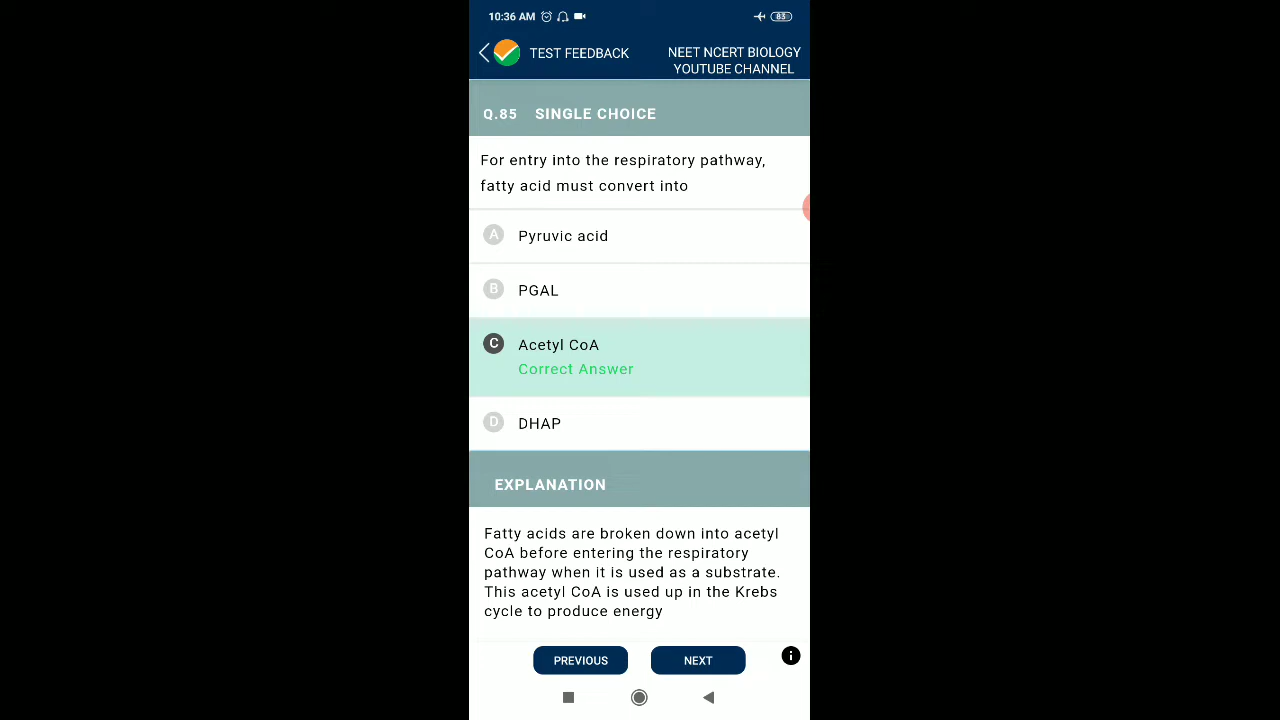 10:36 AM 83
TEST FEEDBACK
NEET NCERT BIOLOGY
YOUTUBE CHANNEL
Q.85 SINGLE CHOICE
For entry into the respiratory pathway,
fatty acid must convert into
A Pyruvic acid
B PGAL
C Acetyl CoA
Correct Answer
D DHAP
EXPLANATION
Fatty acids are broken down into acetyl
CoA before entering the respiratory
pathway when it is used as a substrate.
This acetyl CoA is used up in the Krebs
cycle to produce energy
PREVIOUS NEXT i